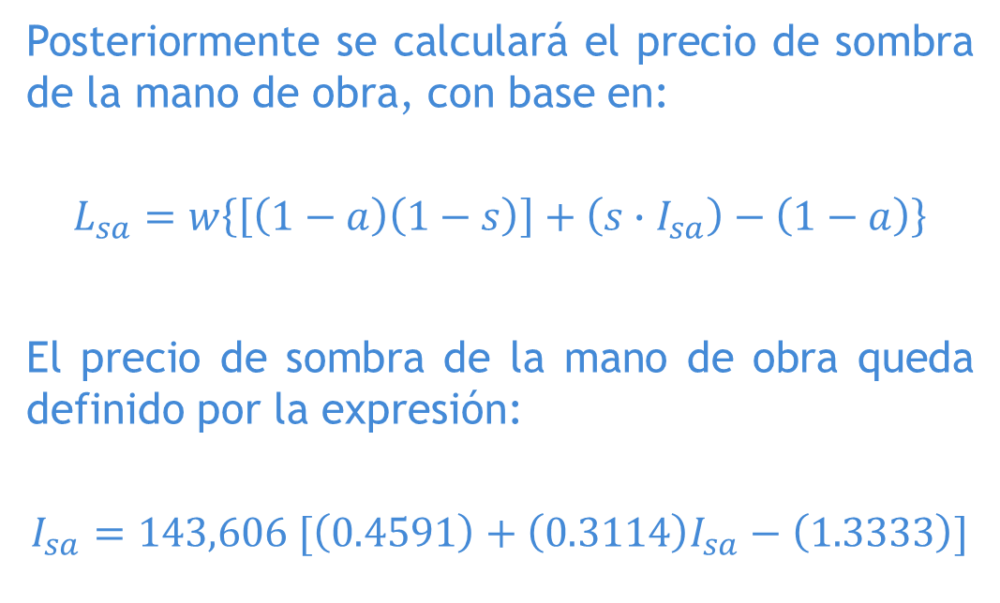 Posteriormente se calculará el precio de sombra
de la mano de obra, con base en:
L_{sa} = w{[(1 − a)(1 − s)] + (s · I_{sa}) − (1 − a)}
El precio de sombra de la mano de obra queda
definido por la expresión:
I_{sa} = 143,606 [(0.4591) + (0.3114)I_{sa} − (1.3333)]